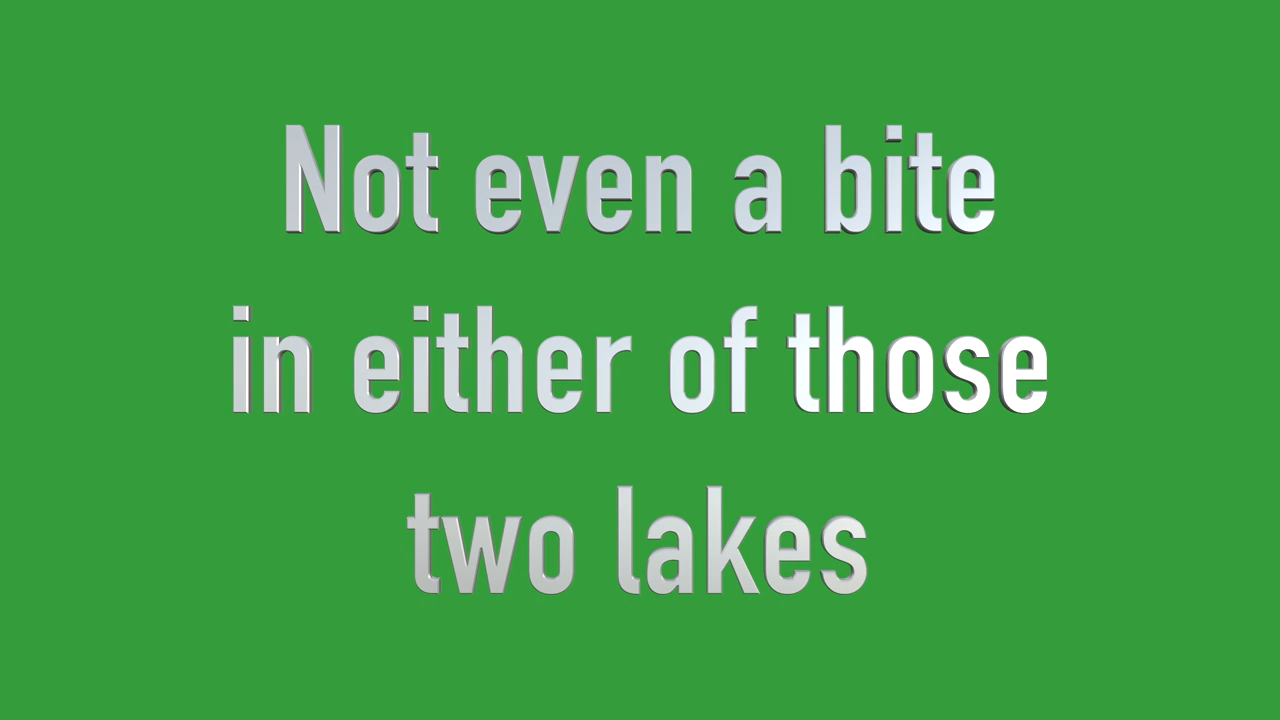 Not even a bite
in either of those
two lakes